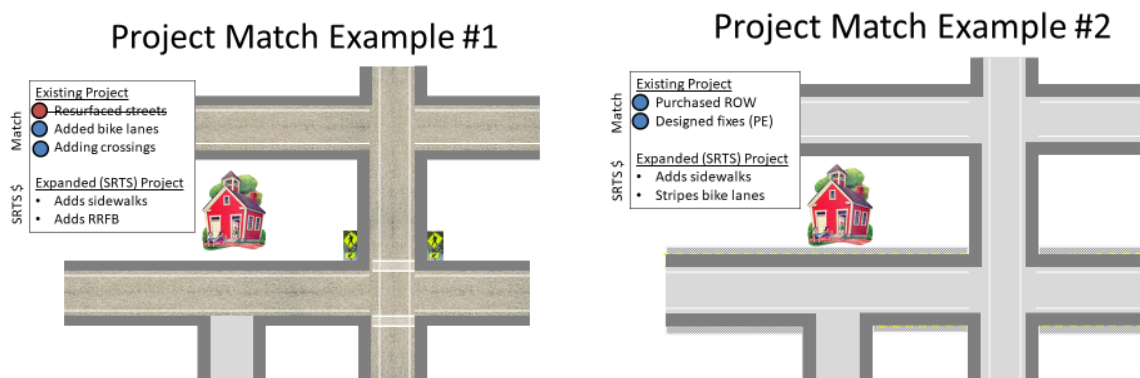 Project Match Example #1
Match
Existing Project
Resurfaced streets
Added bike lanes
Adding crossings
SRTS $
Expanded (SRTS) Project
• Adds sidewalks
• Adds RRFB
Project Match Example #2
Match
Existing Project
Purchased ROW
Designed fixes (PE)
SRTS $
Expanded (SRTS) Project
• Adds sidewalks
• Stripes bike lanes